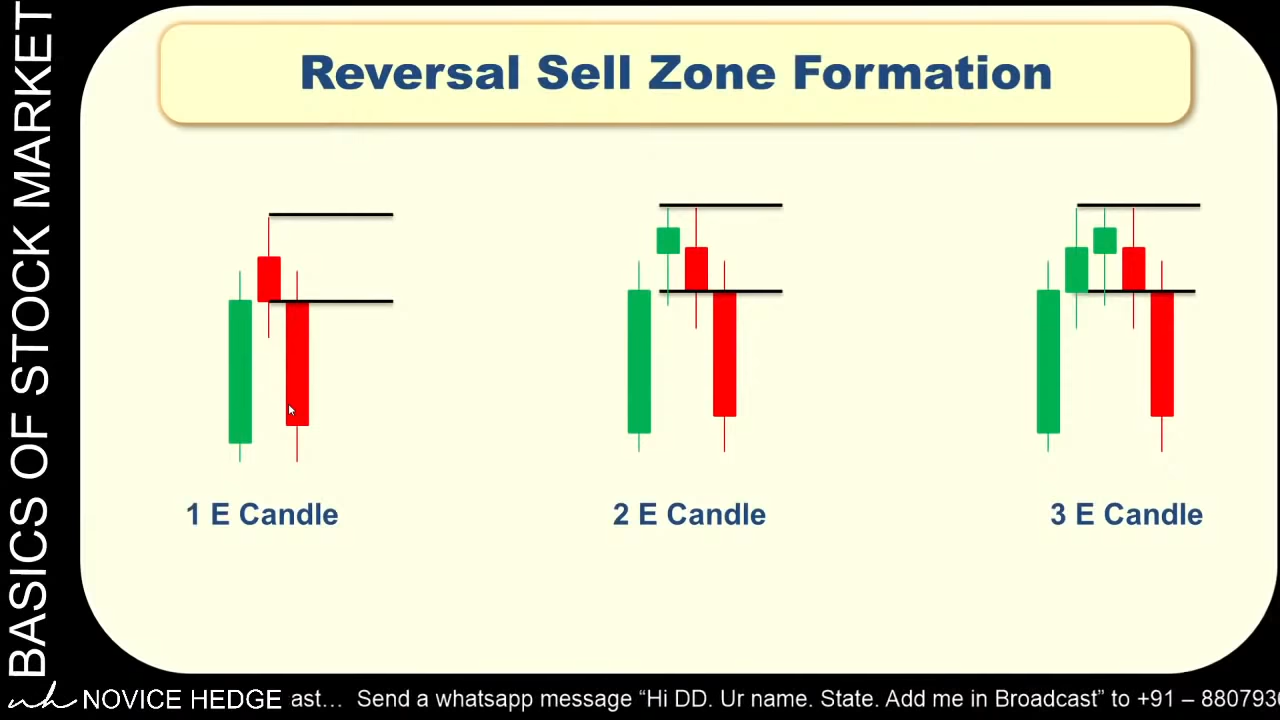 BASICS OF STOCK MARKET
Reversal Sell Zone Formation
1 E Candle
2 E Candle
3 E Candle
nh NOVICE HEDGE ast... Send a whatsapp message “Hi DD. Ur name. State. Add me in Broadcast” to +91 – 880793